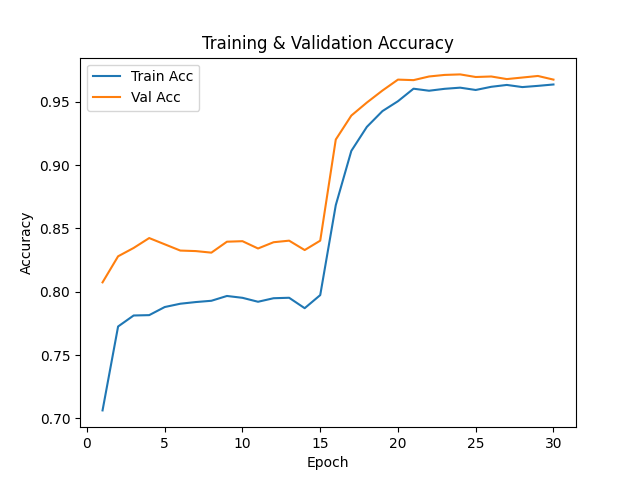 Training & Validation Accuracy
Train Acc
Val Acc
Accuracy
0.95
0.90
0.85
0.80
0.75
0.70
0 5 10 15 20 25 30
Epoch